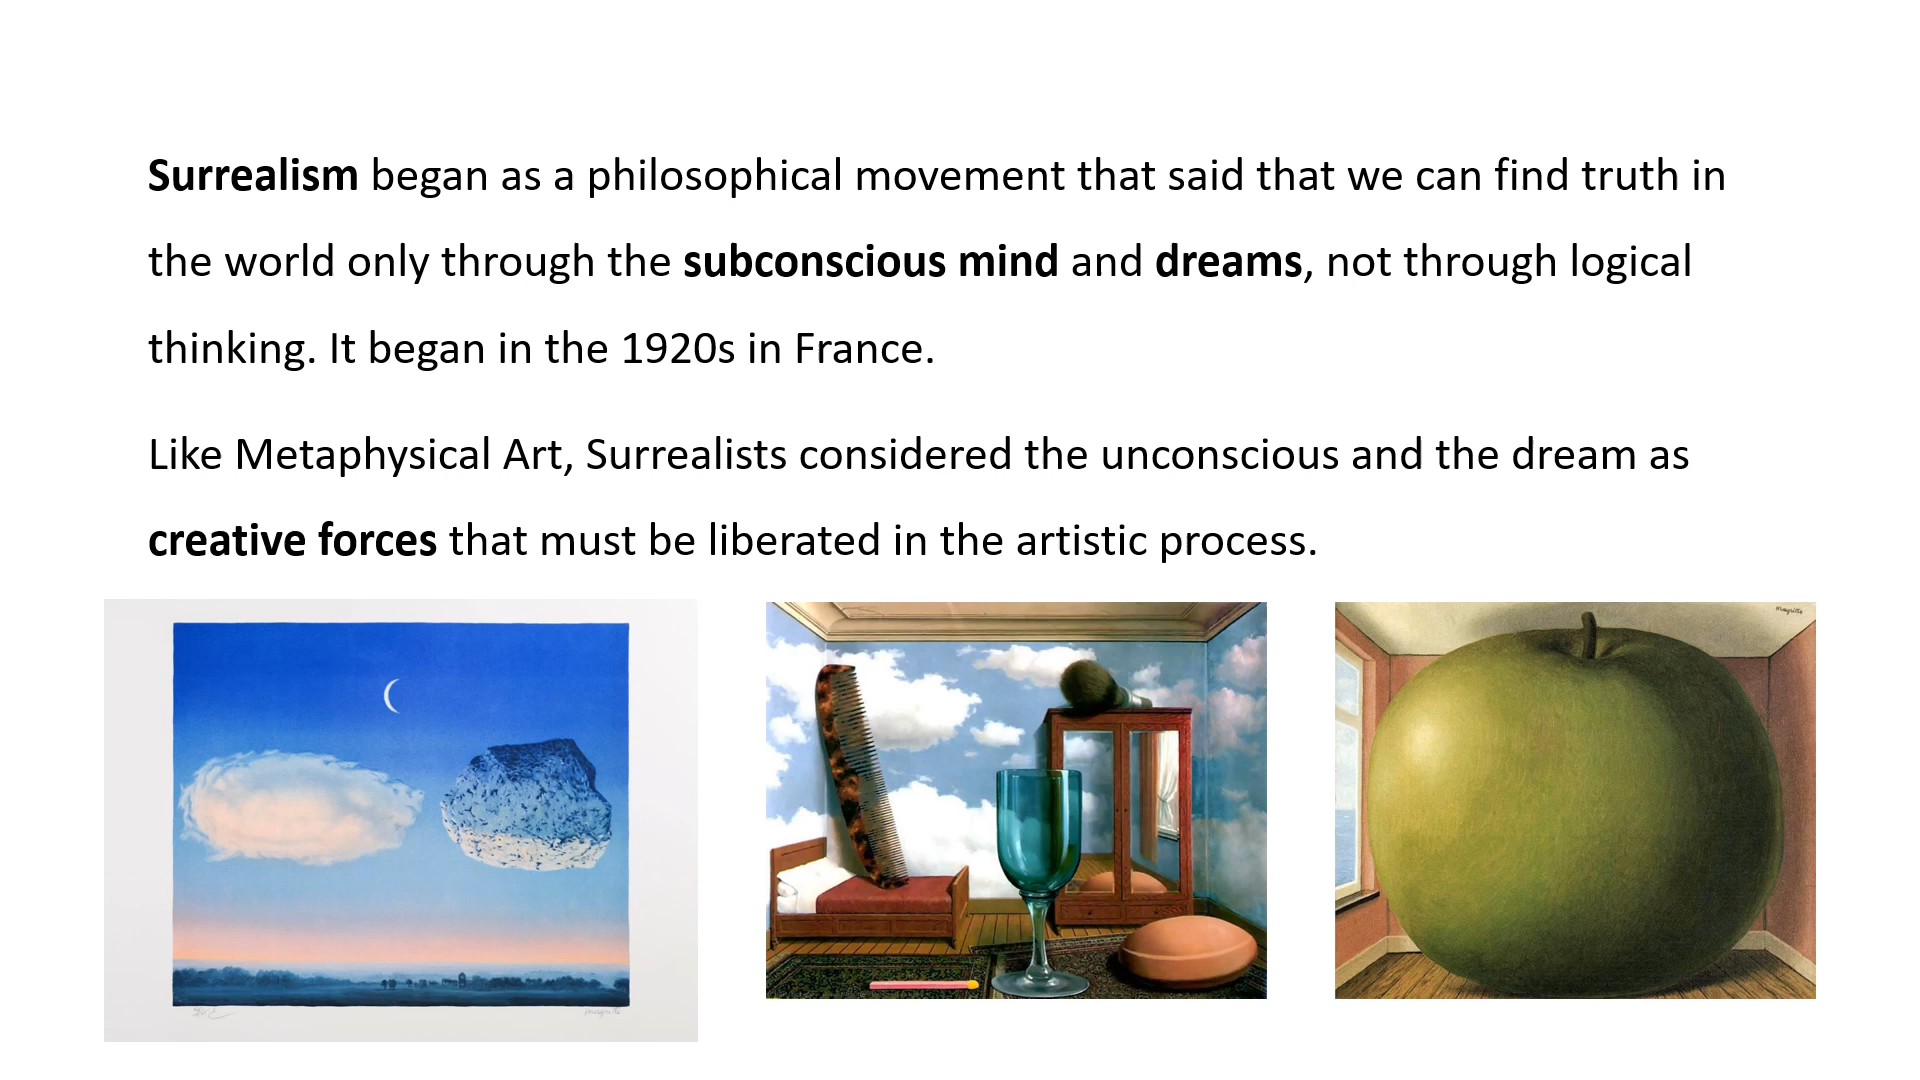 Surrealism began as a philosophical movement that said that we can find truth in
the world only through the subconscious mind and dreams, not through logical
thinking. It began in the 1920s in France.
Like Metaphysical Art, Surrealists considered the unconscious and the dream as
creative forces that must be liberated in the artistic process.
Magritte